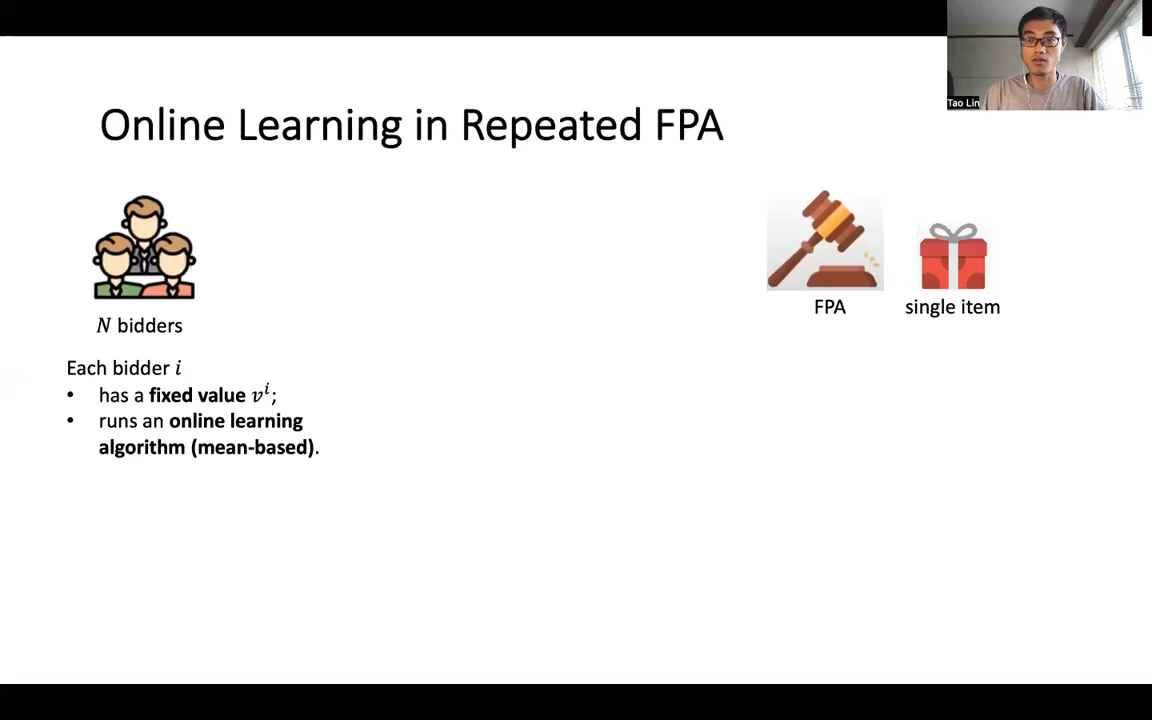 Tao Lin
Online Learning in Repeated FPA
N bidders
FPA
single item
Each bidder i
• has a fixed value vⁱ;
• runs an online learning
algorithm (mean-based).